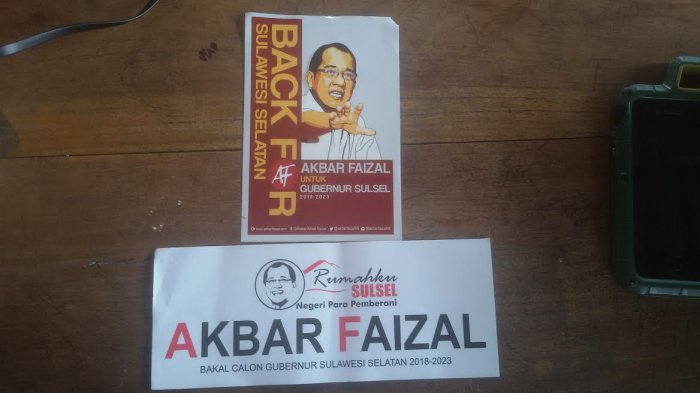 BACK FOR
SULAWESI SELATAN
AF
AKBAR FAIZAL
UNTUK
GUBERNUR SULSEL
2018-2023
Rumahku
SULSEL
Negeri Para Pemberani
AKBAR FAIZAL
BAKAL CALON GUBERNUR SULAWESI SELATAN 2018-2023